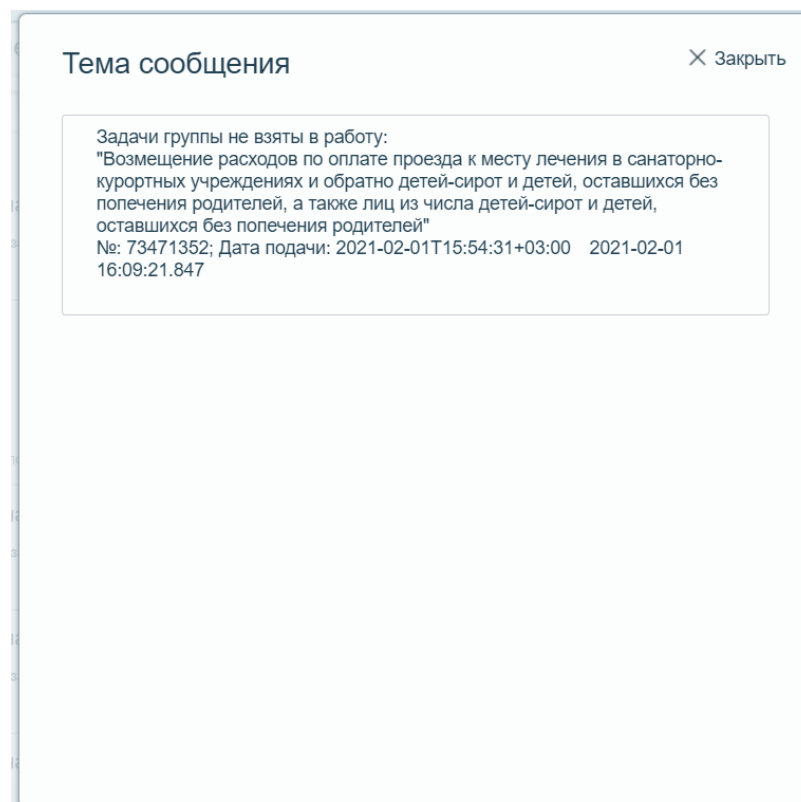 Тема сообщения
Закрыть
Задачи группы не взяты в работу:
"Возмещение расходов по оплате проезда к месту лечения в санаторно-
курортных учреждениях и обратно детей-сирот и детей, оставшихся без
попечения родителей, а также лиц из числа детей-сирот и детей,
оставшихся без попечения родителей"
№: 73471352; Дата подачи: 2021-02-01T15:54:31+03:00 2021-02-01
16:09:21.847